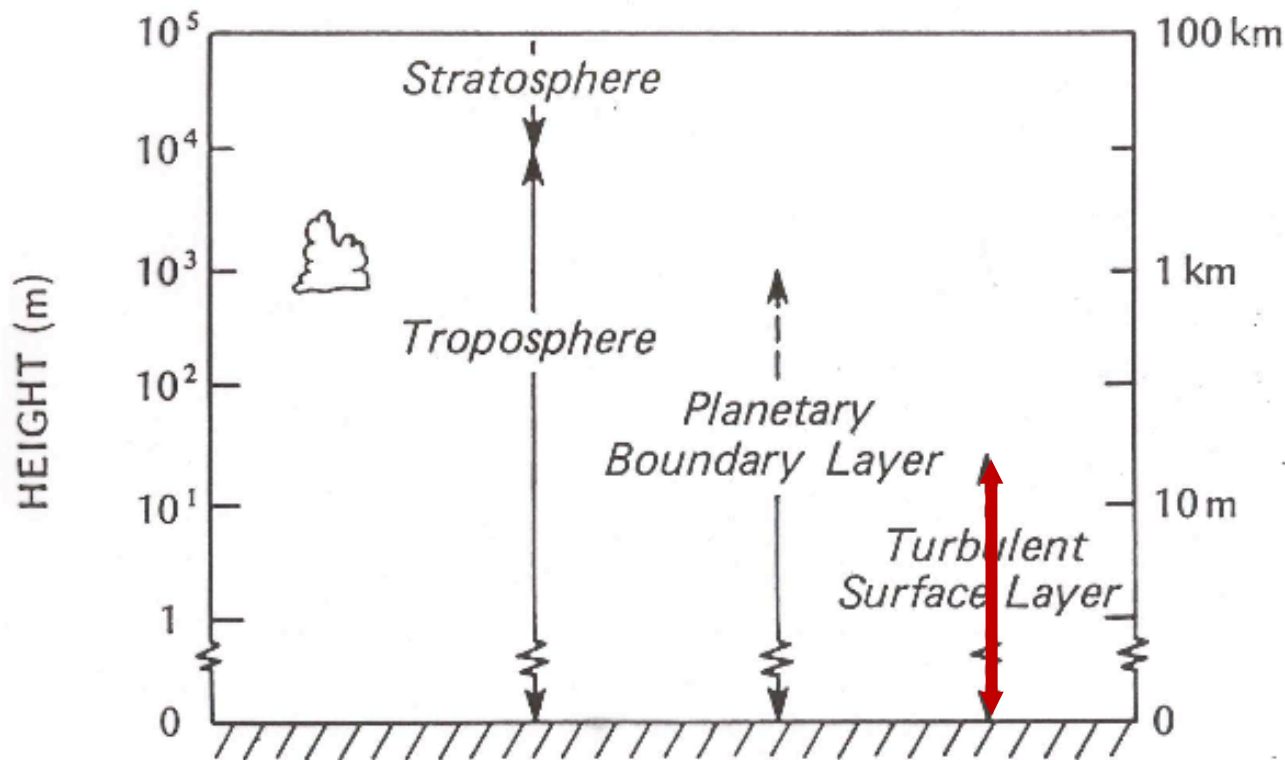 10⁵
100 km
Stratosphere
10⁴
10³
1 km
Troposphere
10²
Planetary
Boundary Layer
10¹
10 m
Turbulent
Surface Layer
1
0
0
HEIGHT (m)